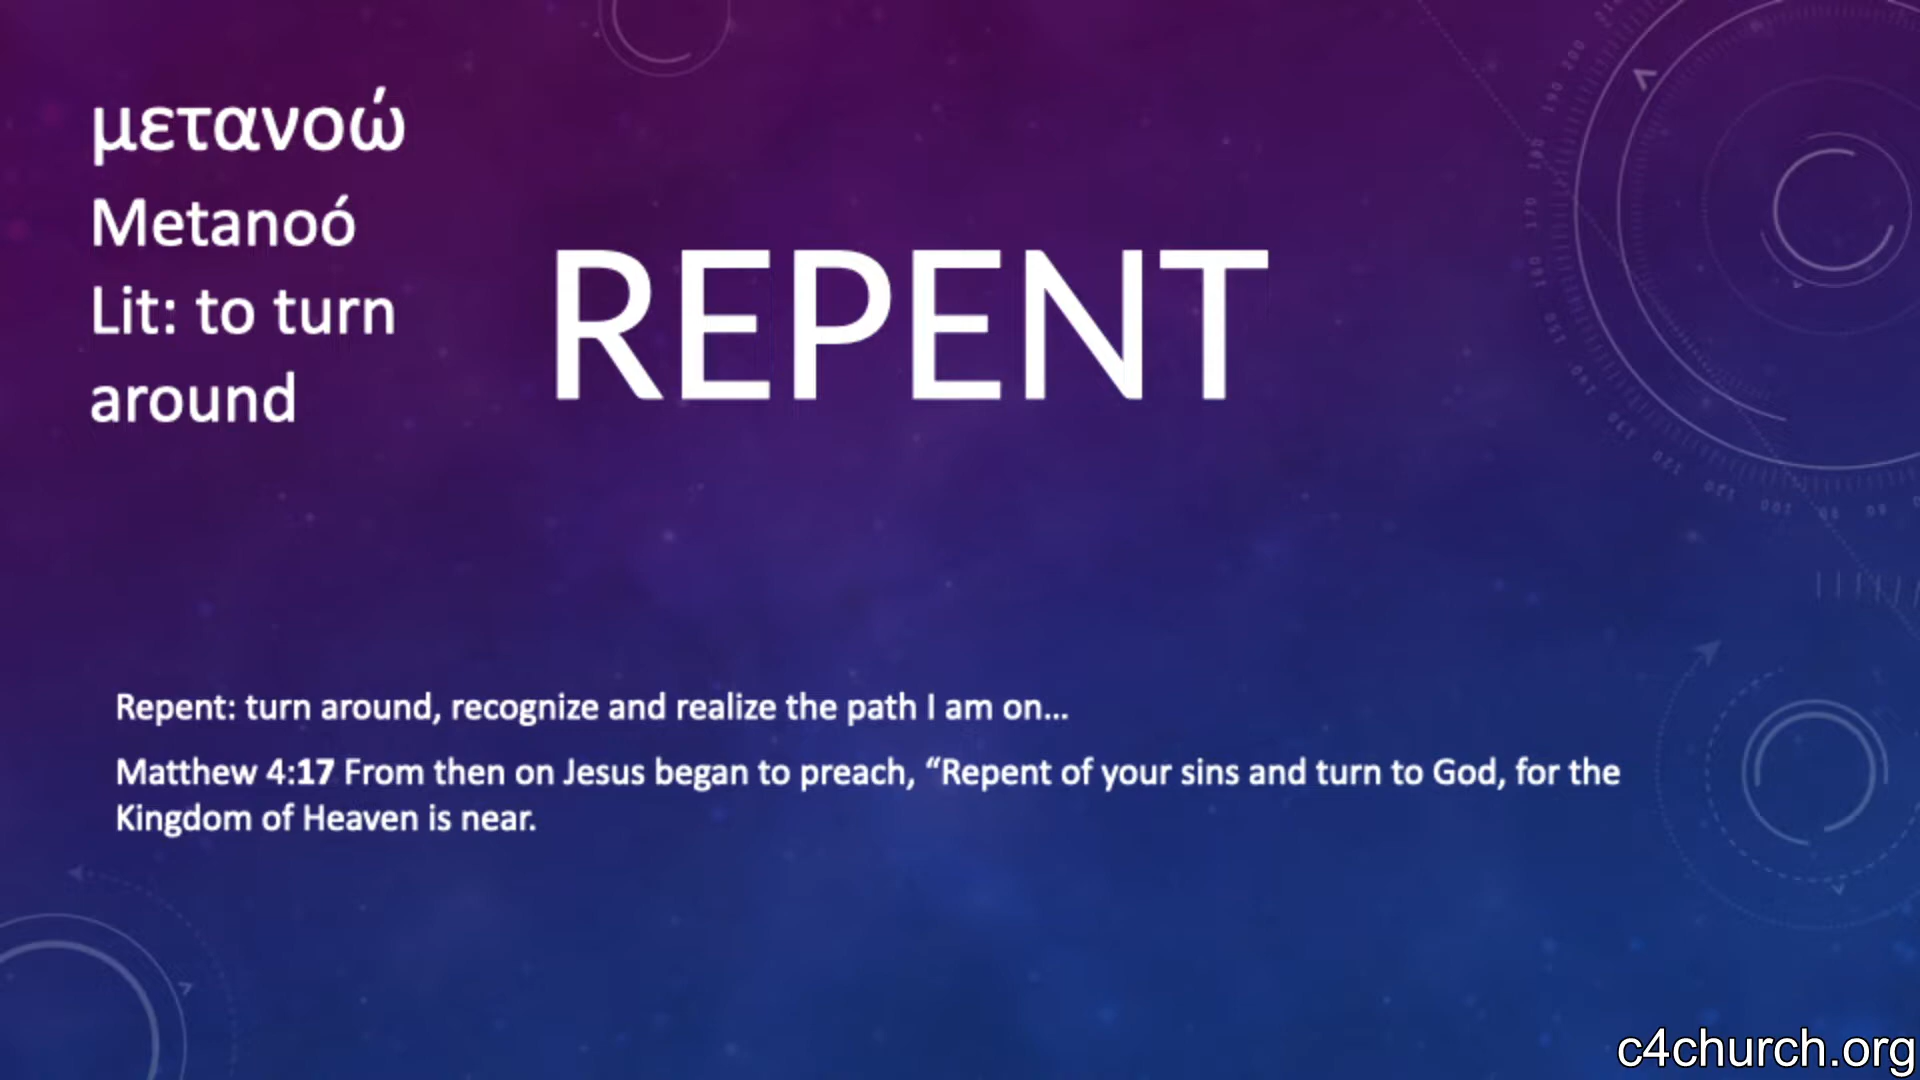 μετανοώ
Metanoó
Lit: to turn
around
REPENT
Repent: turn around, recognize and realize the path I am on...
Matthew 4:17 From then on Jesus began to preach, “Repent of your sins and turn to God, for the
Kingdom of Heaven is near.
c4church.org